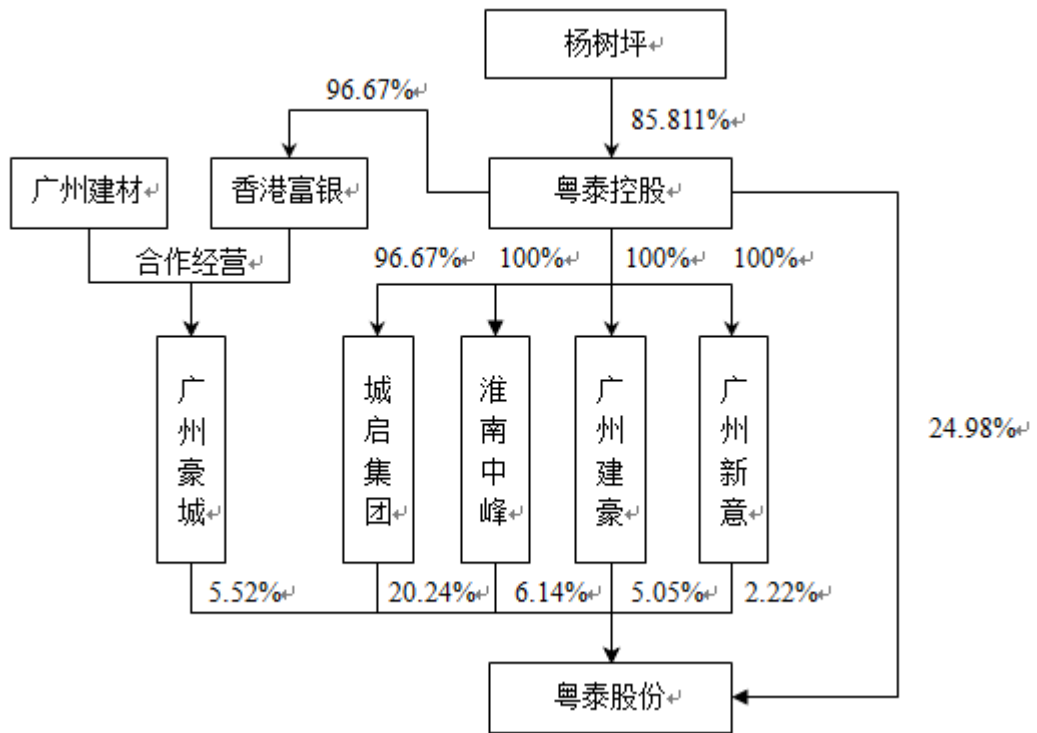 杨树坪
96.67%
85.811%
广州建材
香港富银
粤泰控股
合作经营
96.67% 100% 100% 100%
广州豪城
城启集团
淮南中峰
广州建豪
广州新意
24.98%
5.52% 20.24% 6.14% 5.05% 2.22%
粤泰股份